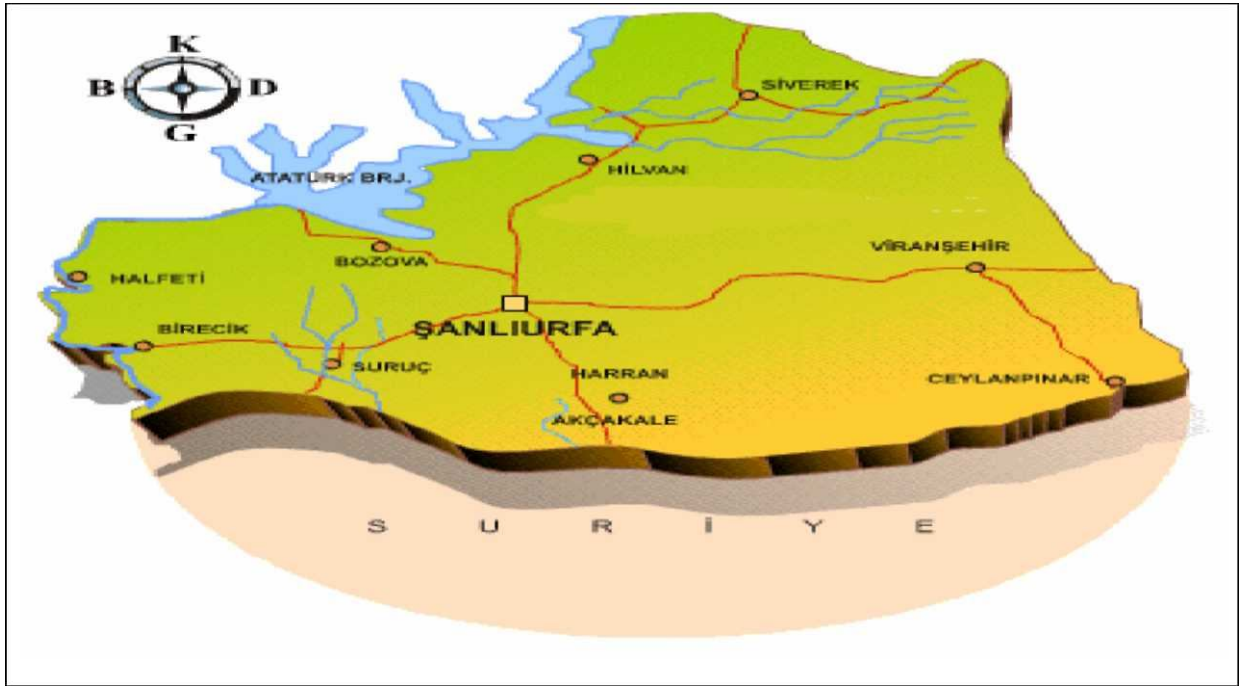 K
B D
G
SİVEREK
HİLVAN
ATATÜRK BRJ.
VİRANŞEHİR
BOZOVA
HALFETİ
BİRECİK
ŞANLIURFA
SURUÇ
HARRAN
CEYLANPINAR
AKÇAKALE
S U R İ Y E